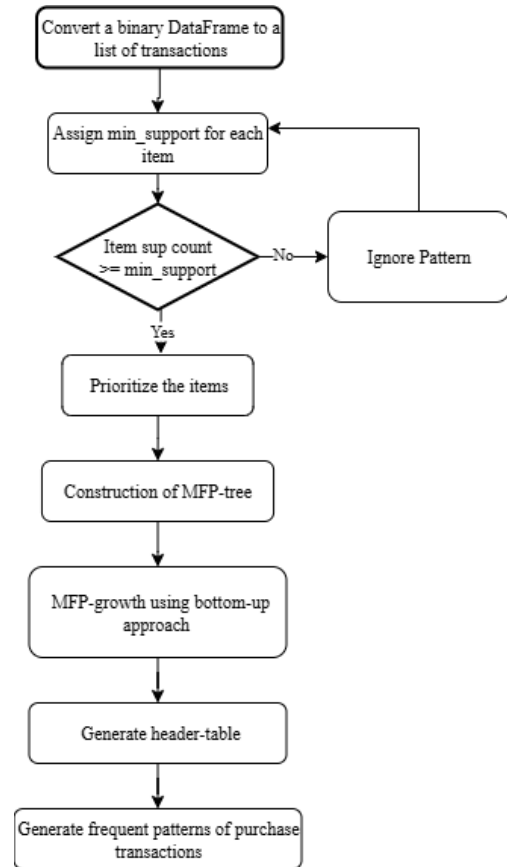 Convert a binary DataFrame to a
list of transactions
Assign min_support for each
item
Item sup count
>= min_support
No
Ignore Pattern
Yes
Prioritize the items
Construction of MFP-tree
MFP-growth using bottom-up
approach
Generate header-table
Generate frequent patterns of purchase
transactions